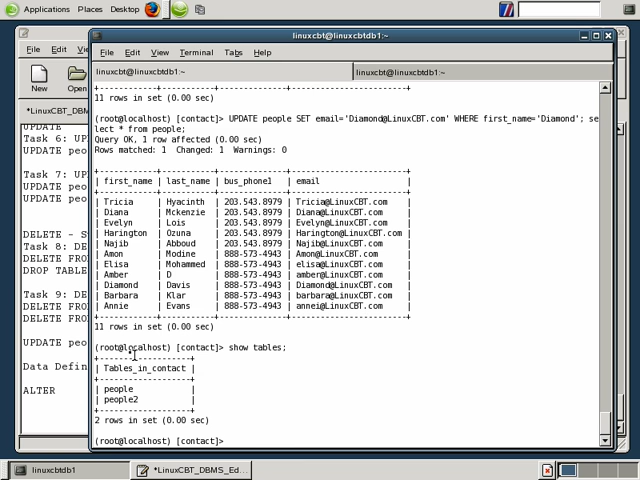 Applications Places Desktop
linuxcbt@linuxcbtdb1:~
File Edit View Terminal Tabs Help
linuxcbt@linuxcbtdb1:~ linuxcbt@linuxcbtdb1:~
File Edit
New Open
*LinuxCBT_DBM
UPDATE
Task 6: UP
UPDATE peo
Task 7: UP
UPDATE peo
UPDATE peo
DELETE - S
Task 8: DE
DELETE FRO
DROP TABLE
Task 9: DE
DELETE FRO
DELETE FRO
UPDATE peo
Data Defin
ALTER
+-----------+-----------+--------------+-----------------------+
11 rows in set (0.00 sec)
(root@localhost) [contact]> UPDATE people SET email='Diamond@LinuxCBT.com' WHERE first_name='Diamond'; se
lect * from people;
Query OK, 1 row affected (0.00 sec)
Rows matched: 1  Changed: 1  Warnings: 0
+------------+-----------+--------------+------------------------+
| first_name | last_name | bus_phone1   | email                  |
+------------+-----------+--------------+------------------------+
| Tricia     | Hyacinth  | 203.543.8979 | Tricia@LinuxCBT.com    |
| Diana      | Mckenzie  | 203.543.8979 | Diana@LinuxCBT.com     |
| Evelyn     | Lois      | 203.543.8979 | Evelyn@LinuxCBT.com    |
| Harington  | Ozuna     | 203.543.8979 | Harington@LinuxCBT.com |
| Najib      | Abboud    | 203.543.8979 | Najib@LinuxCBT.com     |
| Amon       | Modine    | 888-573-4943 | Amon@LinuxCBT.com      |
| Elisa      | Mohammed  | 888-573-4943 | elisa@LinuxCBT.com     |
| Amber      | D         | 888-573-4943 | amber@LinuxCBT.com     |
| Diamond    | Davis     | 888-573-4943 | Diamond@LinuxCBT.com   |
| Barbara    | Klar      | 888-573-4943 | barbara@LinuxCBT.com   |
| Annie      | Evans     | 888-573-4943 | annei@LinuxCBT.com     |
+------------+-----------+--------------+------------------------+
11 rows in set (0.00 sec)
(root@localhost) [contact]> show tables;
+-------------------+
| Tables_in_contact |
+-------------------+
| people            |
| people2           |
+-------------------+
2 rows in set (0.00 sec)
(root@localhost) [contact]>
linuxcbtdb1 *LinuxCBT_DBMS_Ed...